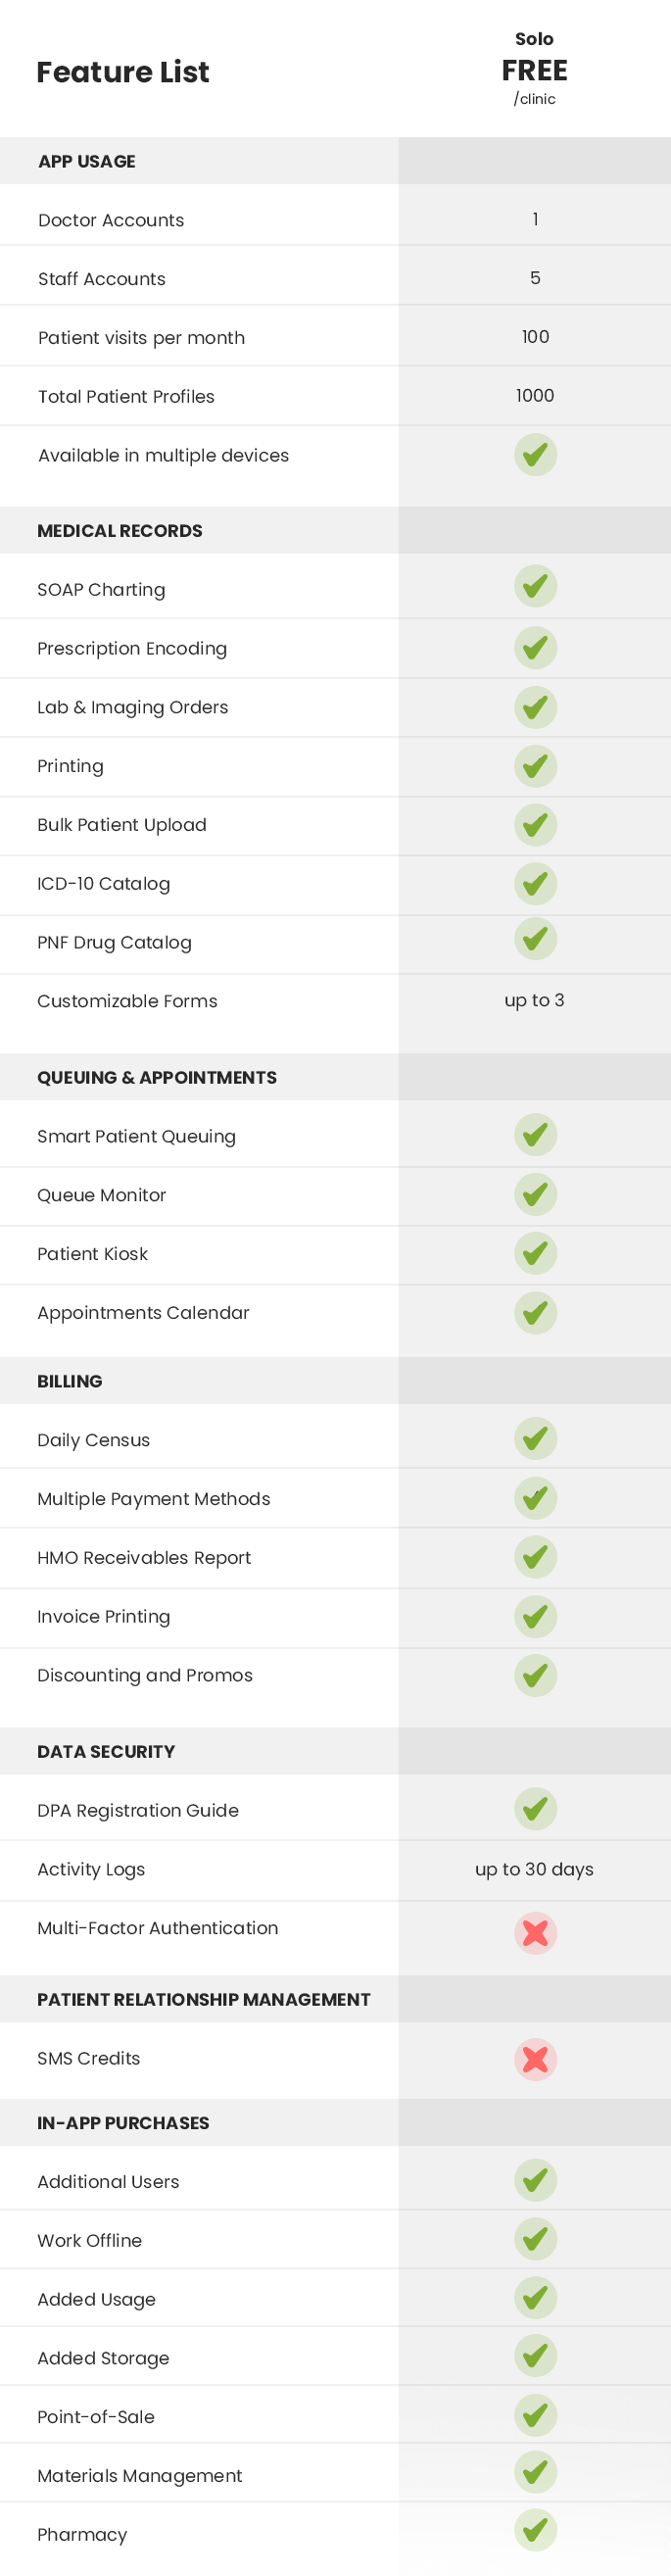 Solo
Feature List
FREE
/clinic
APP USAGE
Doctor Accounts
1
Staff Accounts
5
Patient visits per month
100
Total Patient Profiles
1000
Available in multiple devices
MEDICAL RECORDS
SOAP Charting
Prescription Encoding
Lab & Imaging Orders
Printing
Bulk Patient Upload
ICD-10 Catalog
PNF Drug Catalog
Customizable Forms
up to 3
QUEUING & APPOINTMENTS
Smart Patient Queuing
Queue Monitor
Patient Kiosk
Appointments Calendar
BILLING
Daily Census
Multiple Payment Methods
HMO Receivables Report
Invoice Printing
Discounting and Promos
DATA SECURITY
DPA Registration Guide
Activity Logs
up to 30 days
Multi-Factor Authentication
PATIENT RELATIONSHIP MANAGEMENT
SMS Credits
IN-APP PURCHASES
Additional Users
Work Offline
Added Usage
Added Storage
Point-of-Sale
Materials Management
Pharmacy